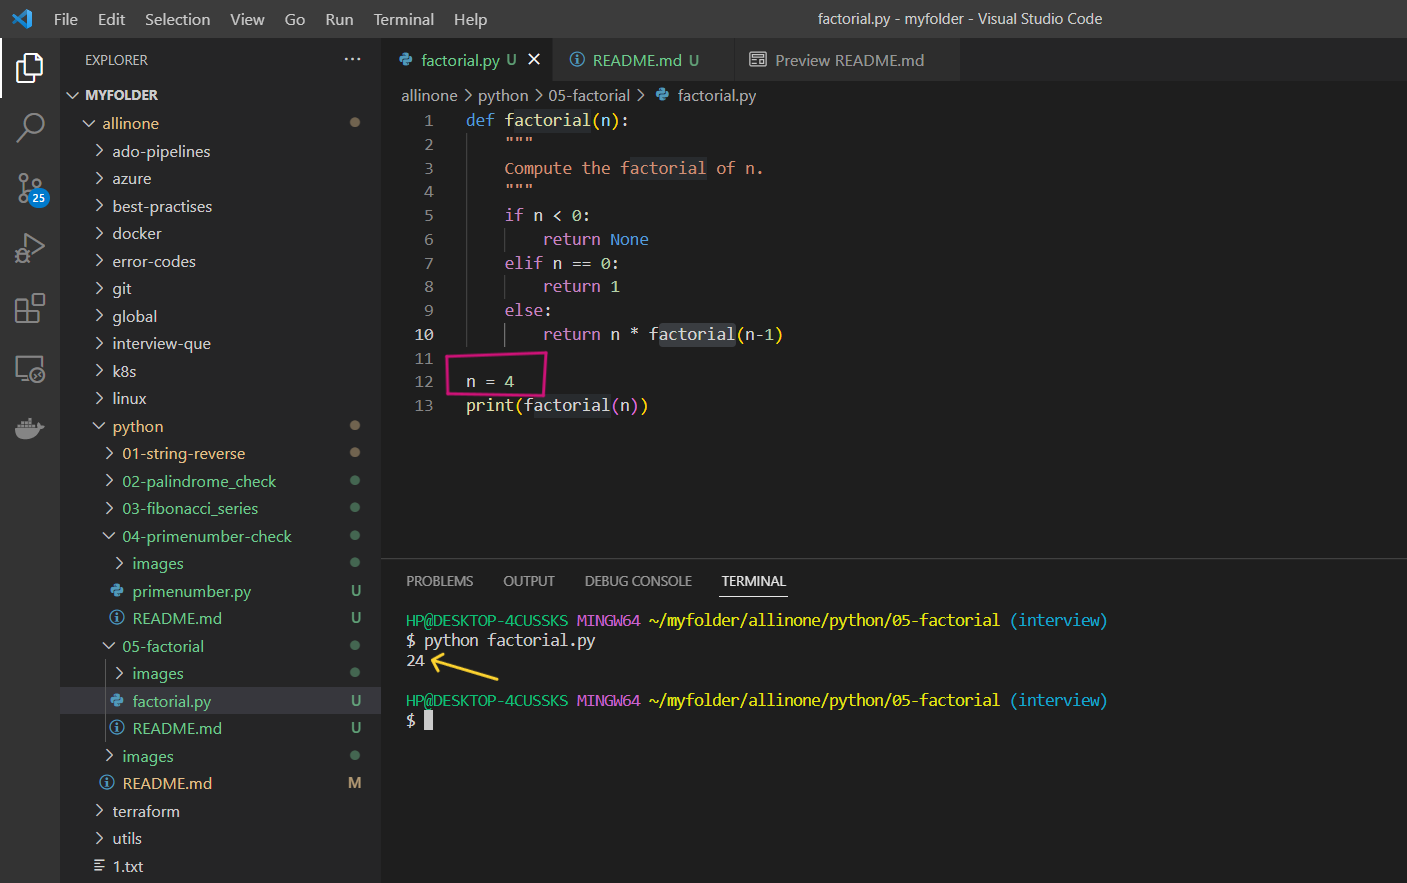 File Edit Selection View Go Run Terminal Help
factorial.py - myfolder - Visual Studio Code
EXPLORER
MYFOLDER
allinone
ado-pipelines
azure
best-practises
docker
error-codes
git
global
interview-que
k8s
linux
python
01-string-reverse
02-palindrome_check
03-fibonacci_series
04-primenumber-check
images
primenumber.py U
README.md U
05-factorial
images
factorial.py U
README.md U
images
README.md M
terraform
utils
1.txt
25
factorial.py U
README.md U
Preview README.md
allinone > python > 05-factorial > factorial.py
1 def factorial(n):
2 """
3 Compute the factorial of n.
4 """
5 if n < 0:
6 return None
7 elif n == 0:
8 return 1
9 else:
10 return n * factorial(n-1)
11
12 n = 4
13 print(factorial(n))
PROBLEMS OUTPUT DEBUG CONSOLE TERMINAL
HP@DESKTOP-4CUSSKS MINGW64 ~/myfolder/allinone/python/05-factorial (interview)
$ python factorial.py
24
HP@DESKTOP-4CUSSKS MINGW64 ~/myfolder/allinone/python/05-factorial (interview)
$